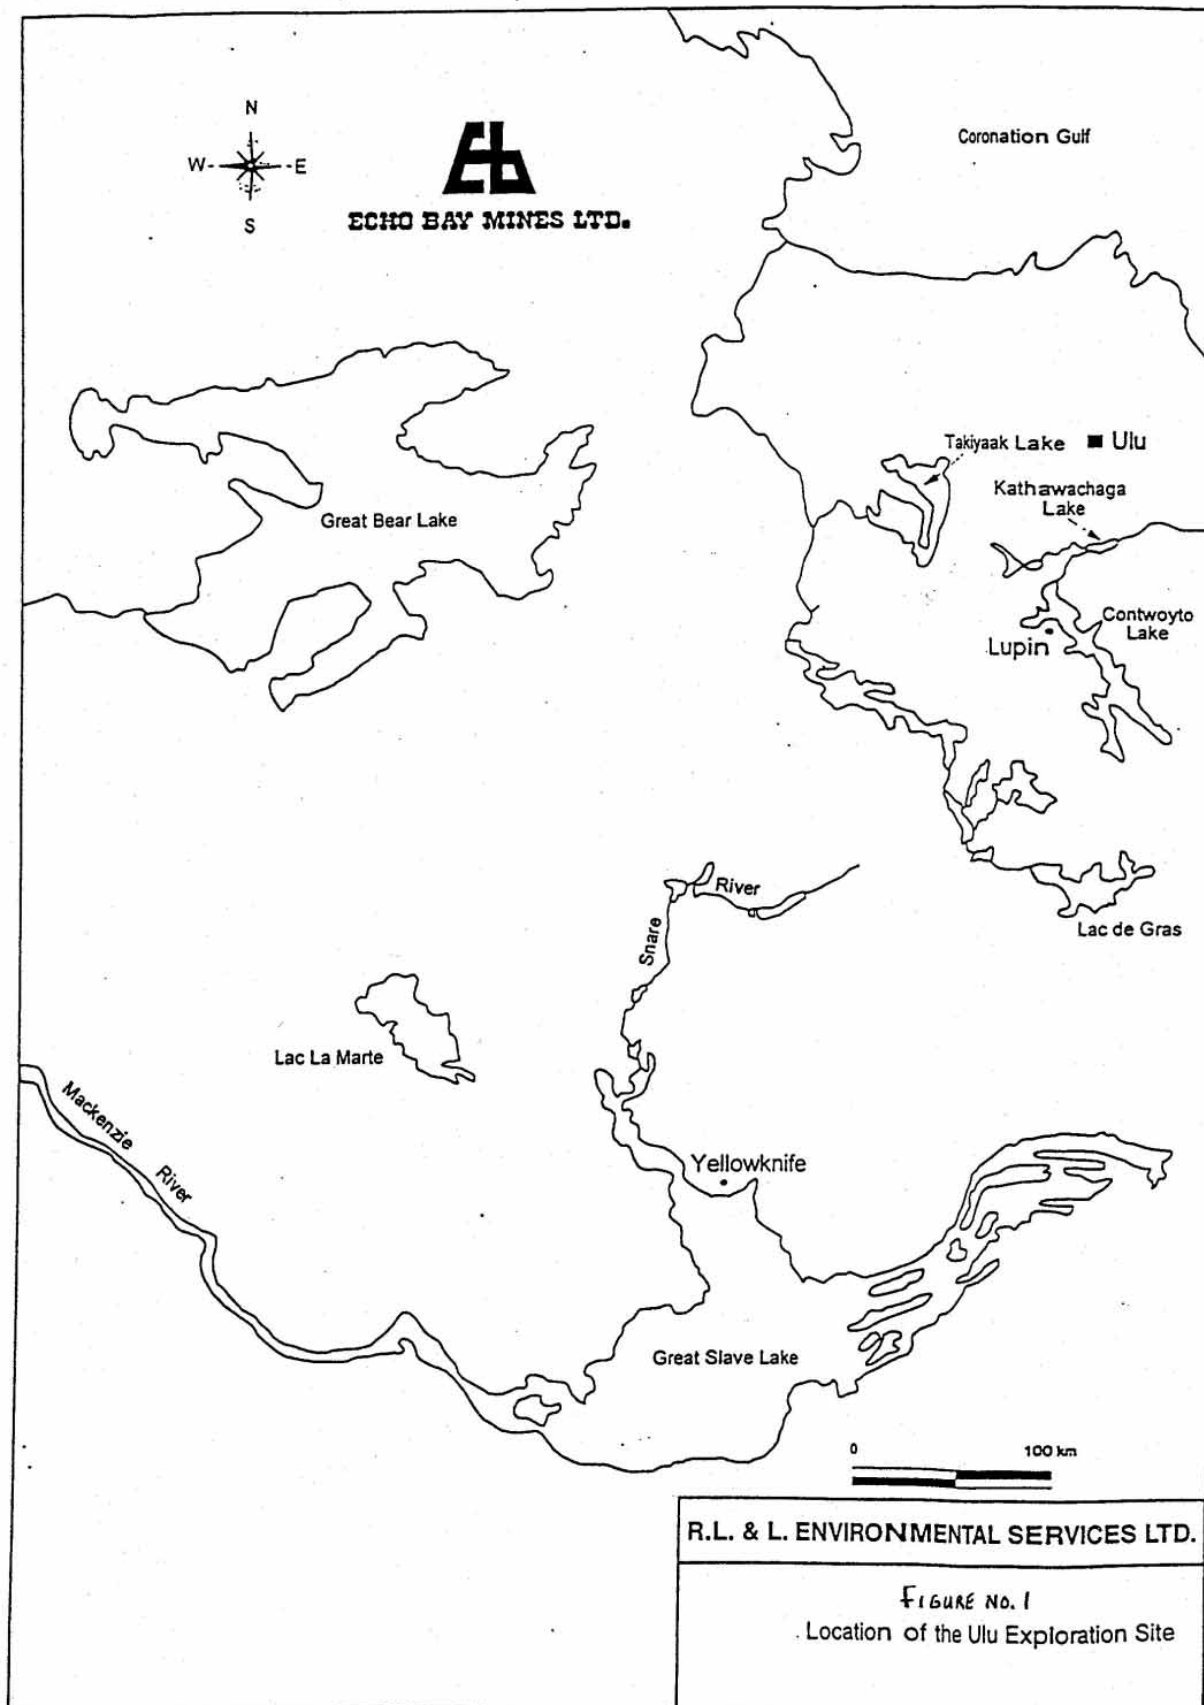 N
W E
S
Eb
ECHO BAY MINES LTD.
Coronation Gulf
Takiyaak Lake
Ulu
Kathawachaga
Lake
Great Bear Lake
Contwoyto
Lake
Lupin
River
Snare
Lac de Gras
Lac La Marte
Mackenzie
River
Yellowknife
Great Slave Lake
0 100 km
R.L. & L. ENVIRONMENTAL SERVICES LTD.
FIGURE NO. 1
Location of the Ulu Exploration Site